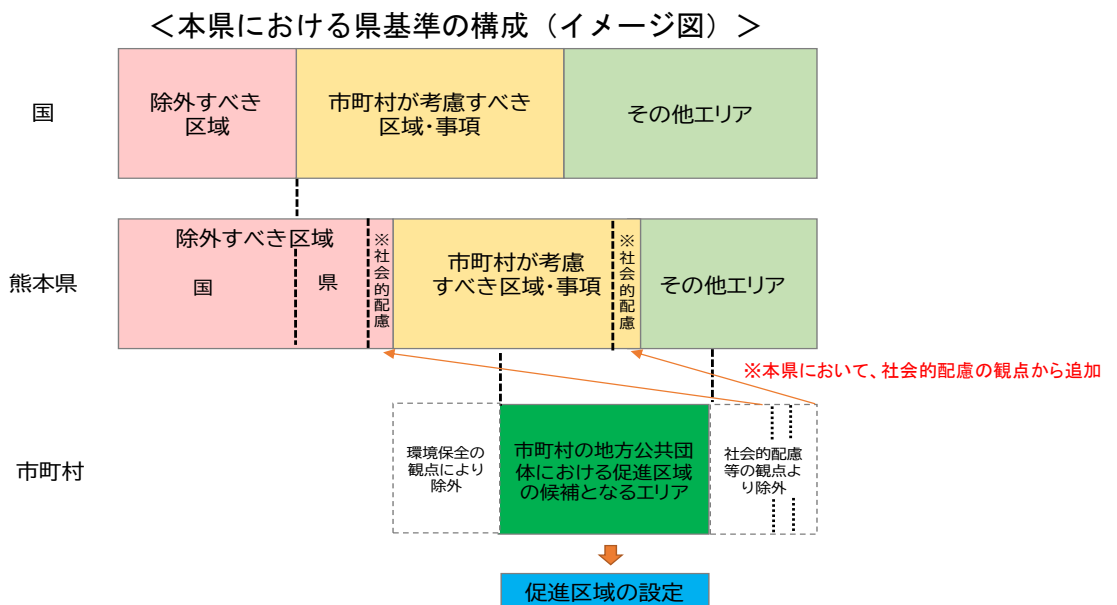 ＜本県における県基準の構成（イメージ図）＞
国
除外すべき
区域
市町村が考慮すべき
区域・事項
その他エリア
熊本県
除外すべき区域
国
県
※社会的配慮
市町村が考慮
すべき区域・事項
※社会的配慮
その他エリア
※本県において、社会的配慮の観点から追加
市町村
環境保全の
観点により
除外
市町村の地方公共団
体における促進区域
の候補となるエリア
社会的配慮
等の観点よ
り除外
促進区域の設定